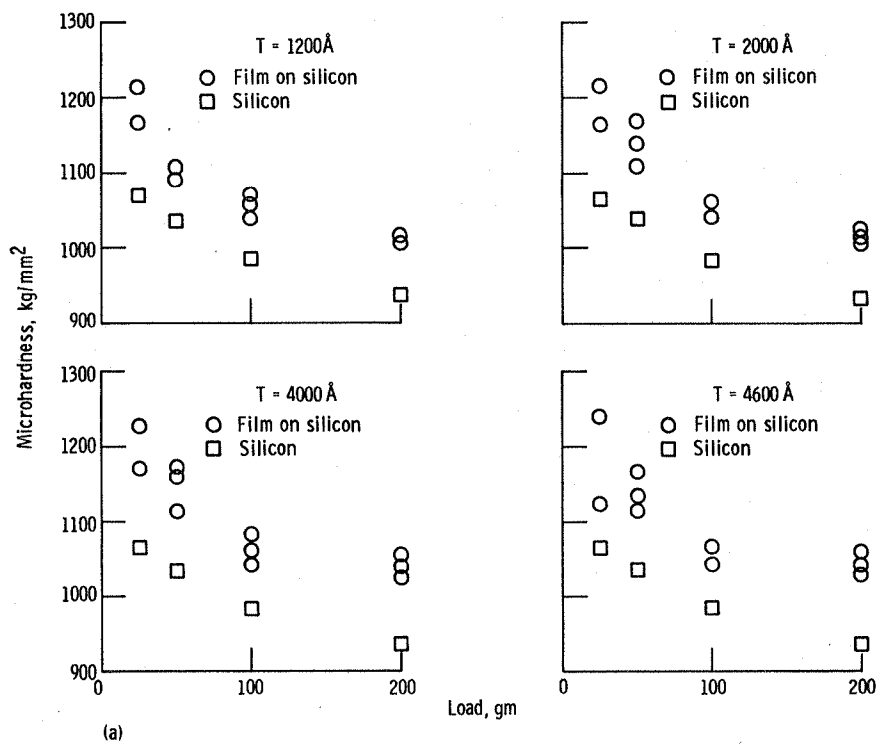 Microhardness, kg/mm²
1300
1200
1100
1000
900
T = 1200 Å
Film on silicon
Silicon
T = 2000 Å
Film on silicon
Silicon
1300
1200
1100
1000
900
0
100
200
T = 4000 Å
Film on silicon
Silicon
0
100
200
T = 4600 Å
Film on silicon
Silicon
Load, gm
(a)